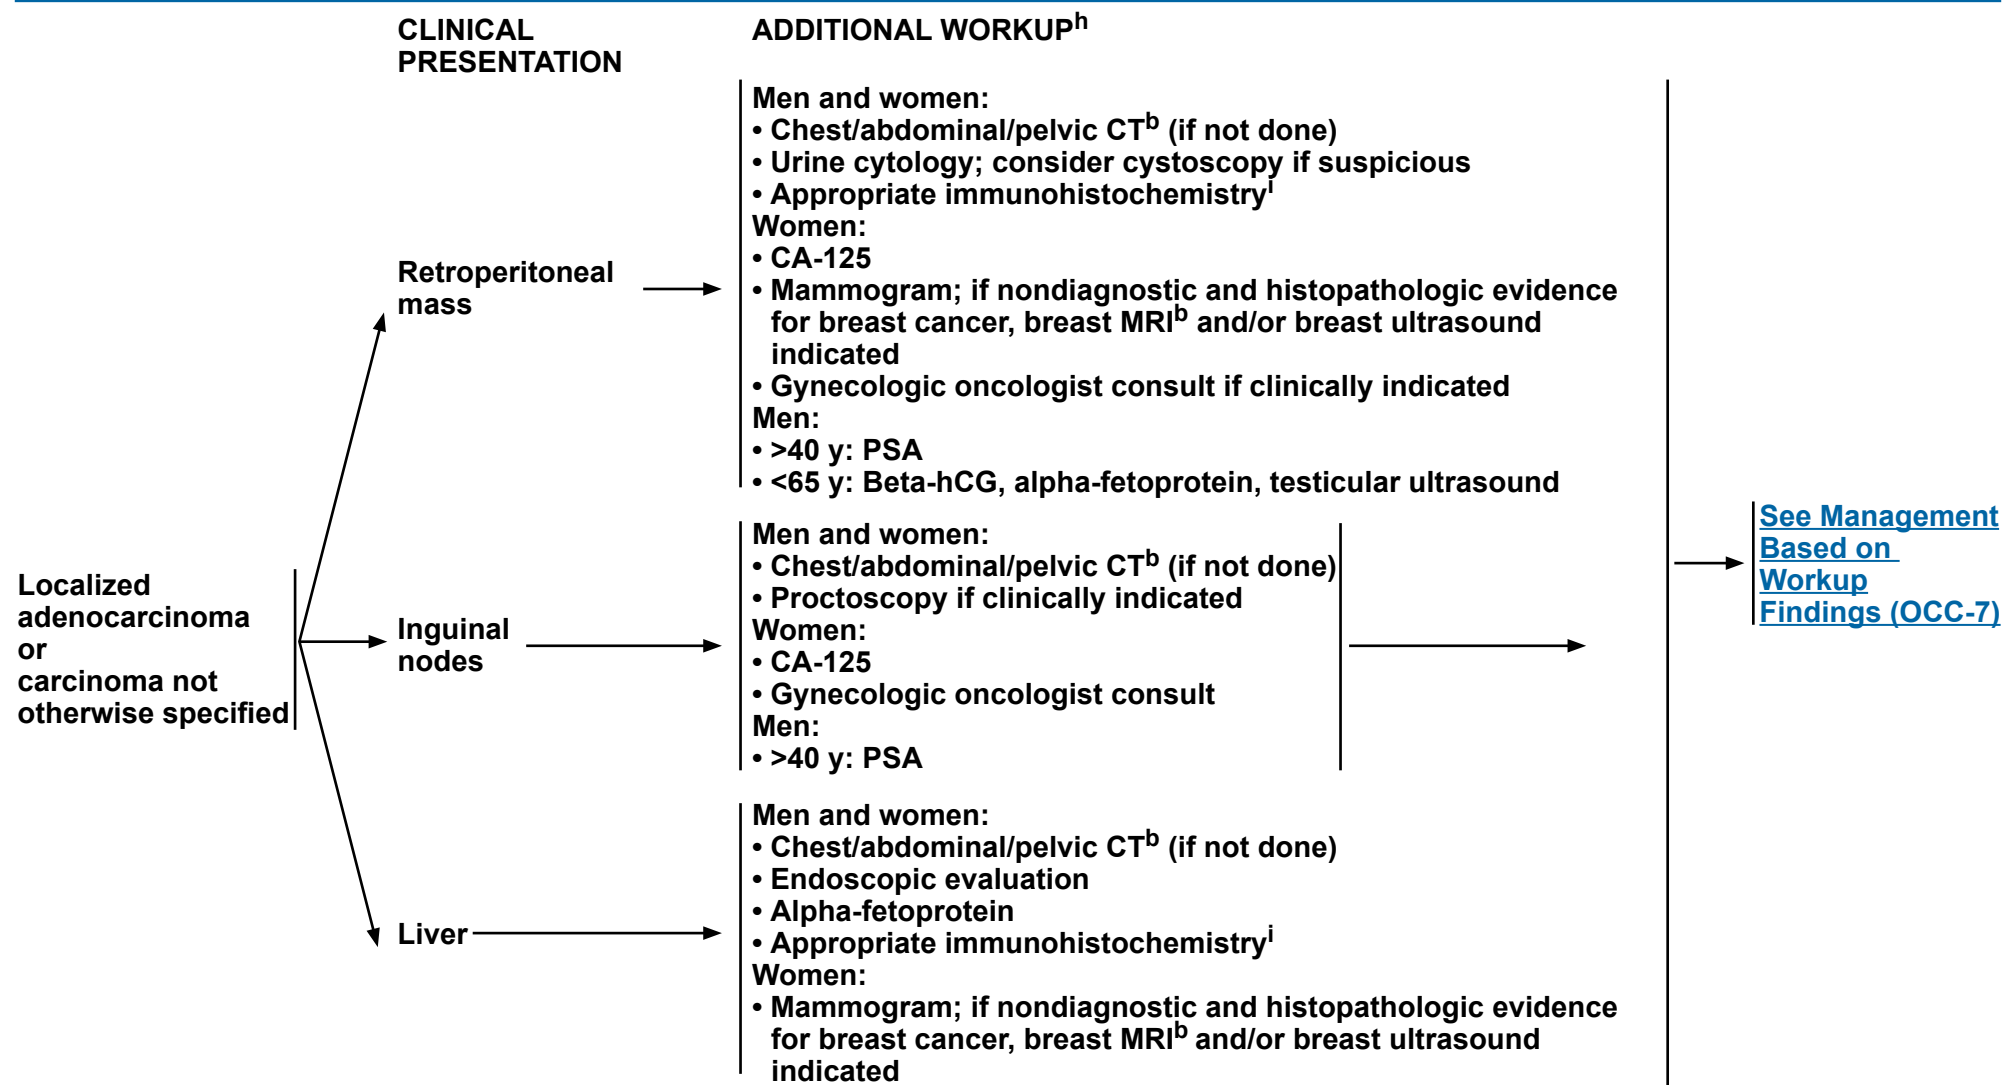 CLINICAL
PRESENTATION
ADDITIONAL WORKUPh
Localized
adenocarcinoma
or
carcinoma not
otherwise specified
Retroperitoneal
mass
Men and women:
• Chest/abdominal/pelvic CTb (if not done)
• Urine cytology; consider cystoscopy if suspicious
• Appropriate immunohistochemistryi
Women:
• CA-125
• Mammogram; if nondiagnostic and histopathologic evidence
for breast cancer, breast MRIb and/or breast ultrasound
indicated
• Gynecologic oncologist consult if clinically indicated
Men:
• >40 y: PSA
• <65 y: Beta-hCG, alpha-fetoprotein, testicular ultrasound
Inguinal
nodes
Men and women:
• Chest/abdominal/pelvic CTb (if not done)
• Proctoscopy if clinically indicated
Women:
• CA-125
• Gynecologic oncologist consult
Men:
• >40 y: PSA
Liver
Men and women:
• Chest/abdominal/pelvic CTb (if not done)
• Endoscopic evaluation
• Alpha-fetoprotein
• Appropriate immunohistochemistryi
Women:
• Mammogram; if nondiagnostic and histopathologic evidence
for breast cancer, breast MRIb and/or breast ultrasound
indicated
See Management
Based on
Workup
Findings (OCC-7)